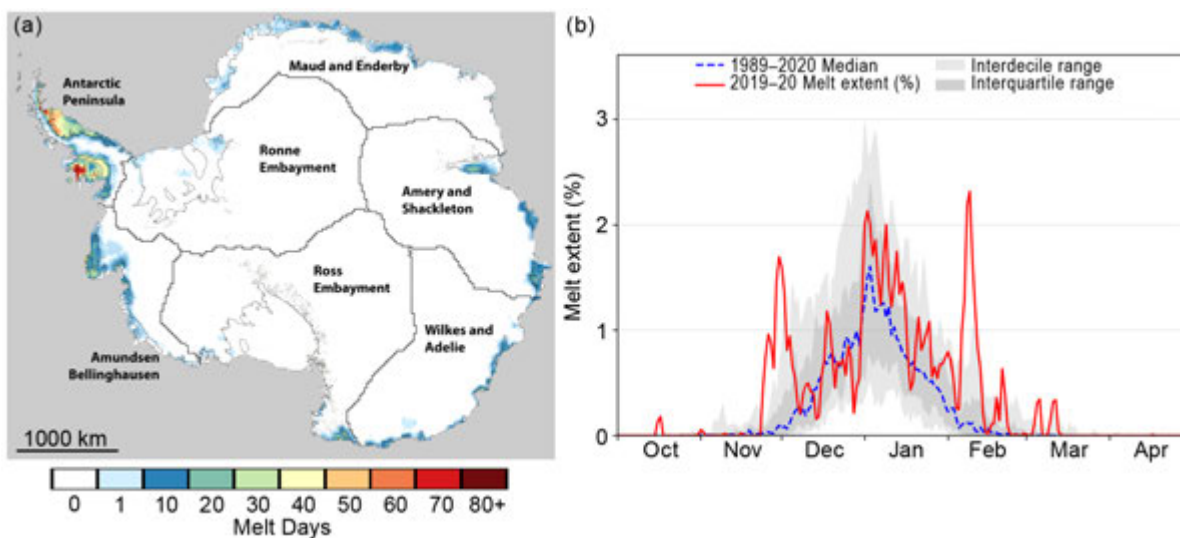 (a)
Maud and Enderby
Antarctic
Peninsula
Ronne
Embayment
Amery and
Shackleton
Ross
Embayment
Wilkes and
Adelie
Amundsen
Bellinghausen
1000 km
0 1 10 20 30 40 50 60 70 80+
Melt Days
(b)
1989–2020 Median
2019–20 Melt extent (%)
Interdecile range
Interquartile range
Melt extent (%)
3
2
1
0
Oct Nov Dec Jan Feb Mar Apr